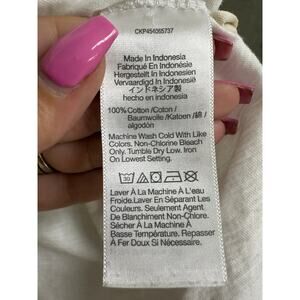 CKP454065737
Made In Indonesia
Fabriqué En Indonésie
Hergestellt In Indonesien
Vervaardigd In Indonesië
インドネシア製
hecho en indonesia
100% Cotton / Coton /
Baumwolle / Katoen / 綿 /
algodón
Machine Wash Cold With Like
Colors. Non-Chlorine Bleach
Only. Tumble Dry Low. Iron
On Lowest Setting.
30
Laver À La Machine À L'eau
Froide. Laver En Séparant Les
Couleurs. Seulement Agent
De Blanchiment Non-Chlore.
Sécher À La Machine À
Basse Température. Repasser
À Fer Doux Si Nécessaire.